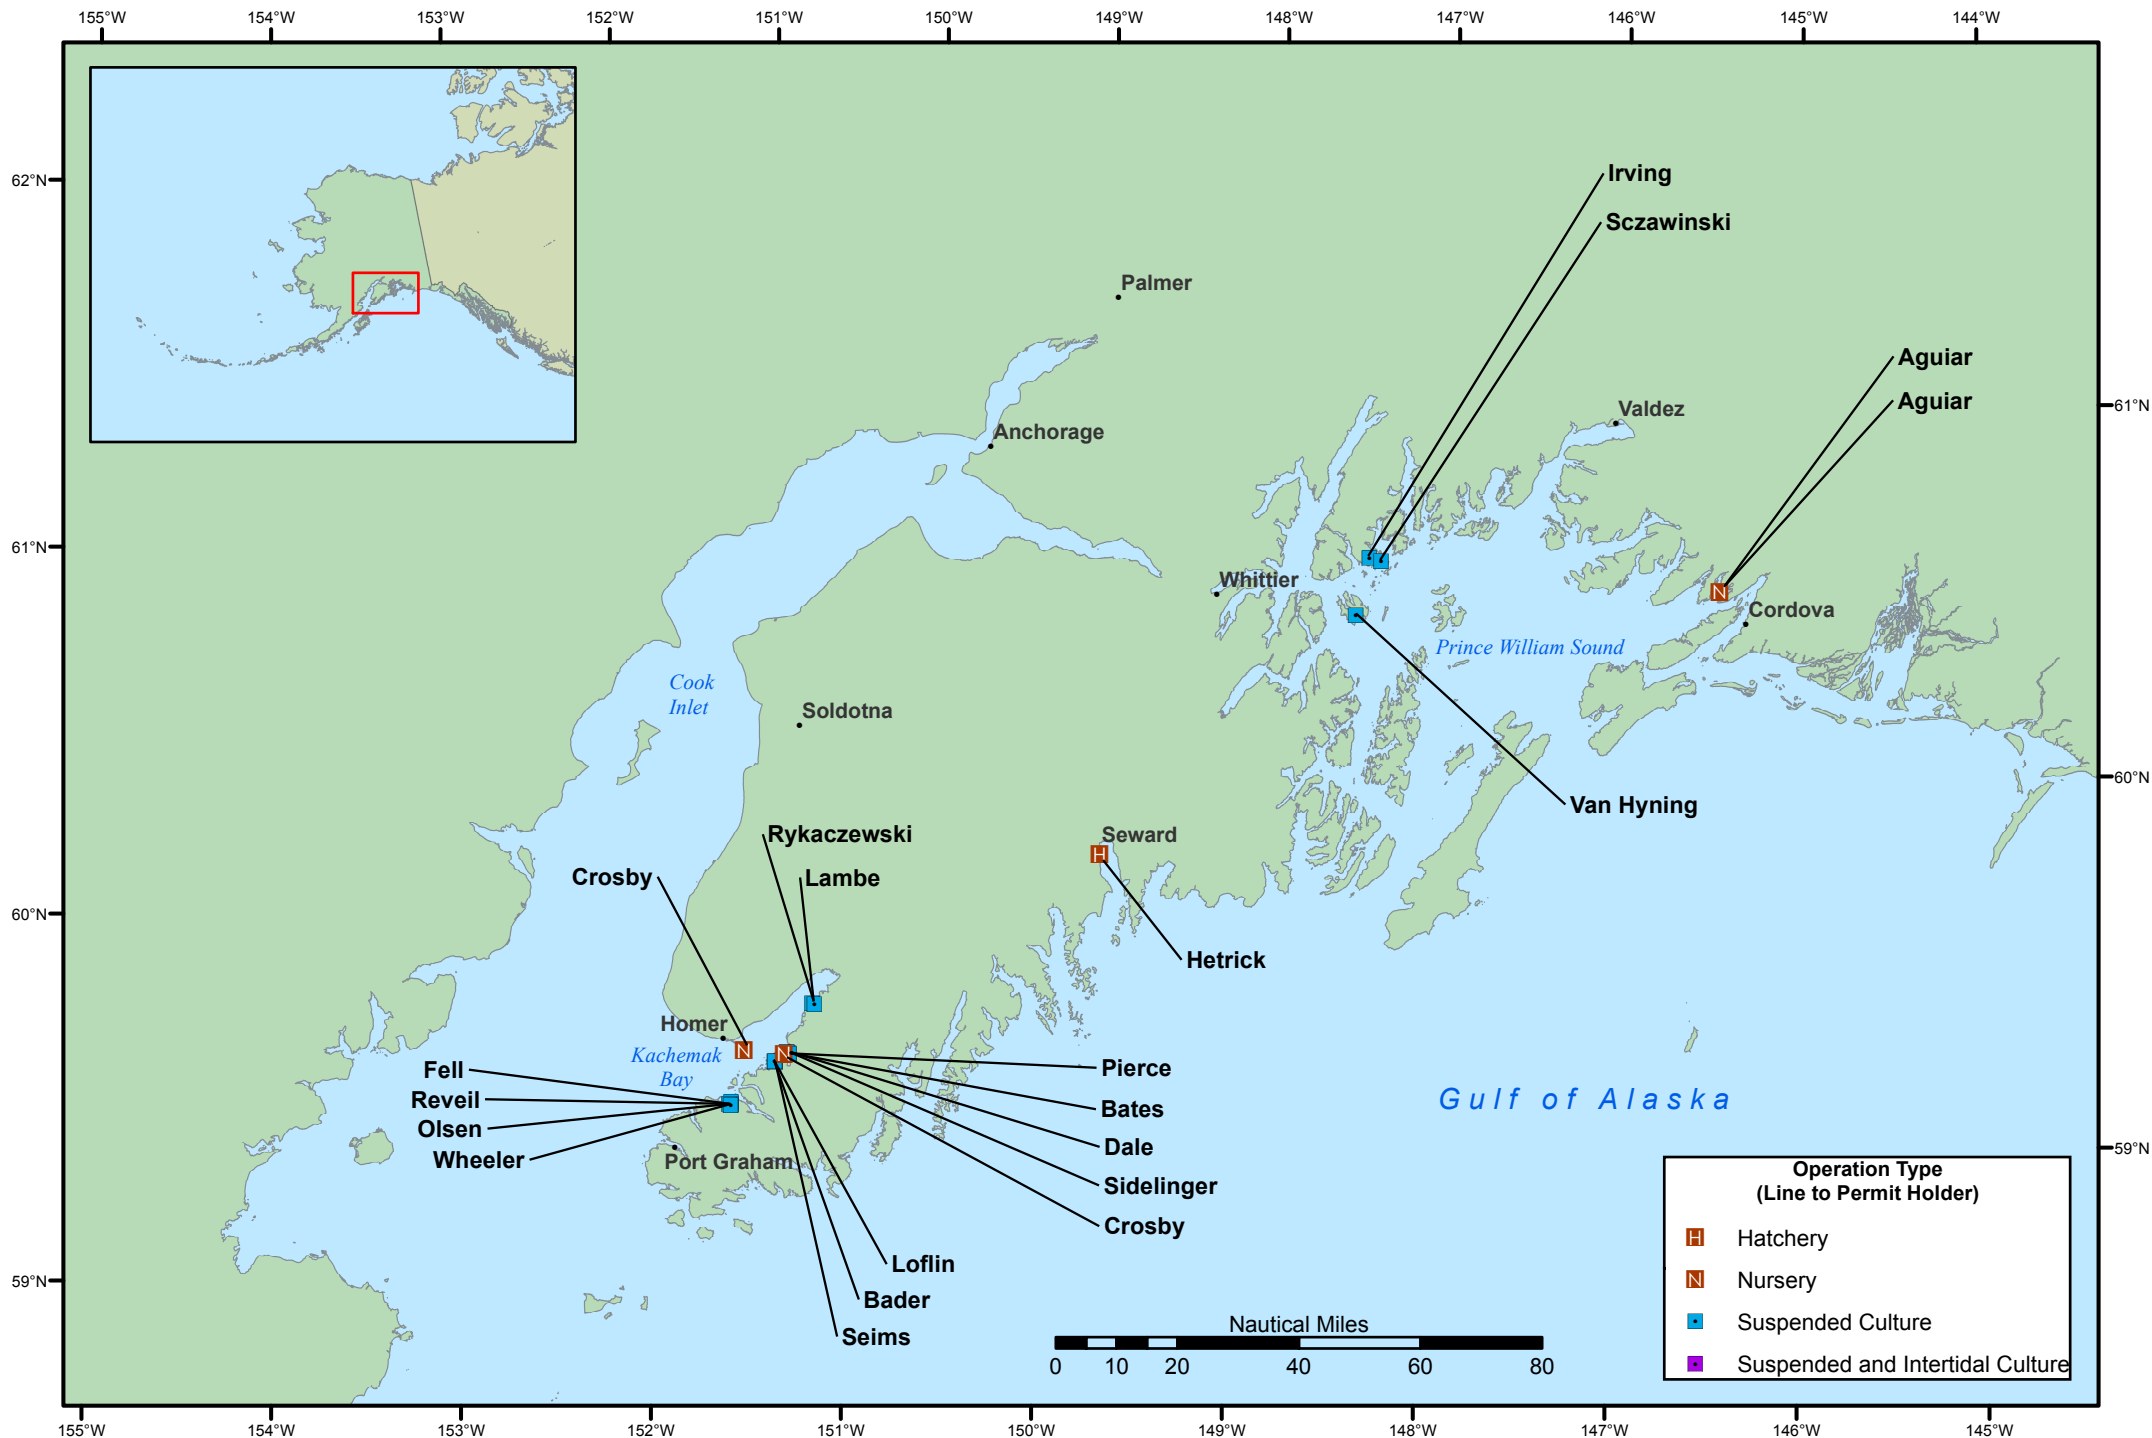 155°W 154°W 153°W 152°W 151°W 150°W 149°W 148°W 147°W 146°W 145°W 144°W
62°N
Irving
Sczawinski
Palmer
Aguiar
Aguiar
61°N
Valdez
Anchorage
61°N
Whittier
N
Cordova
Prince William Sound
Cook
Inlet
Soldotna
60°N
Van Hyning
Rykaczewski
Seward
H
Crosby
Lambe
60°N
Hetrick
Homer
N
N
Kachemak
Bay
Fell
Pierce
Reveil
Bates
Gulf of Alaska
Olsen
Dale
59°N
Wheeler
Port Graham
Sidelinger
Crosby
Loflin
59°N
Bader
Seims
Operation Type
(Line to Permit Holder)
H Hatchery
N Nursery
Suspended Culture
Suspended and Intertidal Culture
Nautical Miles
0 10 20 40 60 80
155°W 154°W 153°W 152°W 151°W 150°W 149°W 148°W 147°W 146°W 145°W